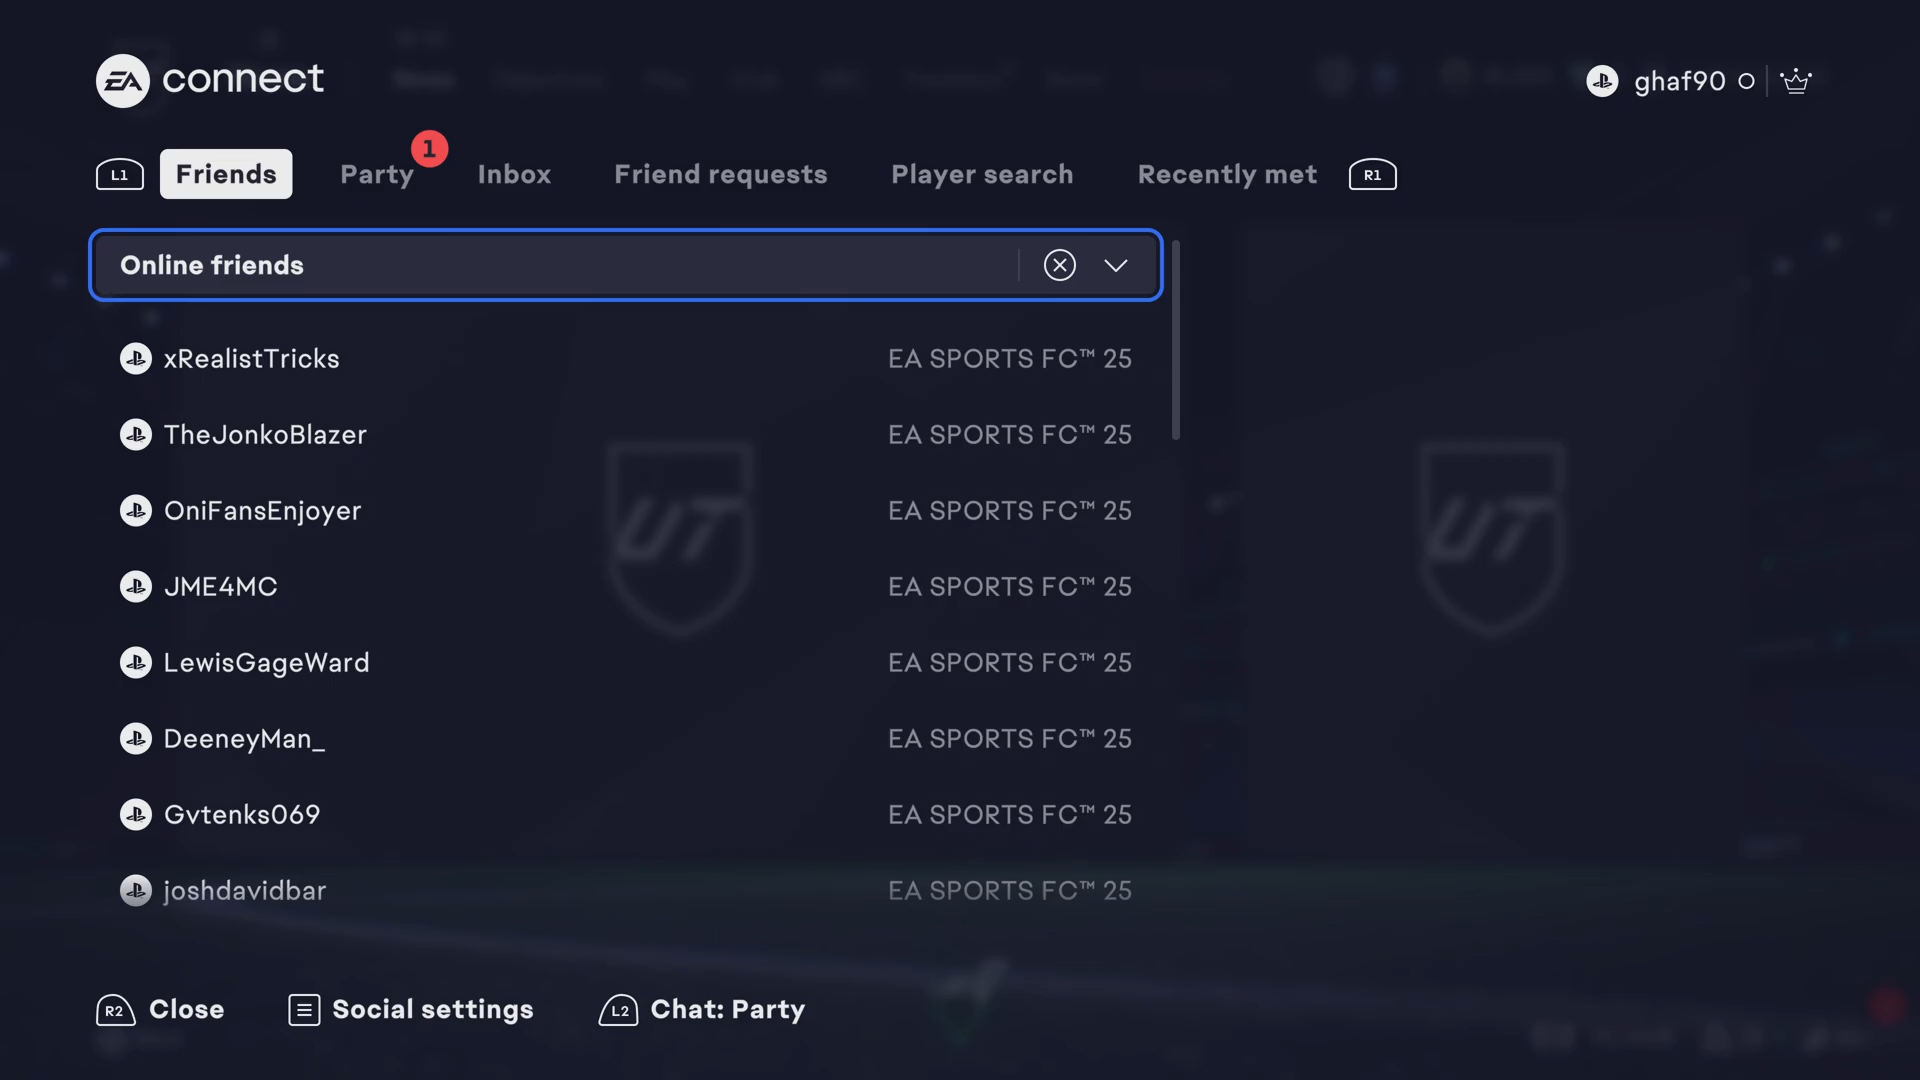 EA connect
ghaf90
L1 Friends Party 1 Inbox Friend requests Player search Recently met R1
Online friends
xRealistTricks EA SPORTS FC™ 25
TheJonkoBlazer EA SPORTS FC™ 25
OniFansEnjoyer EA SPORTS FC™ 25
JME4MC EA SPORTS FC™ 25
LewisGageWard EA SPORTS FC™ 25
DeeneyMan_ EA SPORTS FC™ 25
Gvtenks069 EA SPORTS FC™ 25
joshdavidbar EA SPORTS FC™ 25
UT
UT
R2 Close Social settings L2 Chat: Party